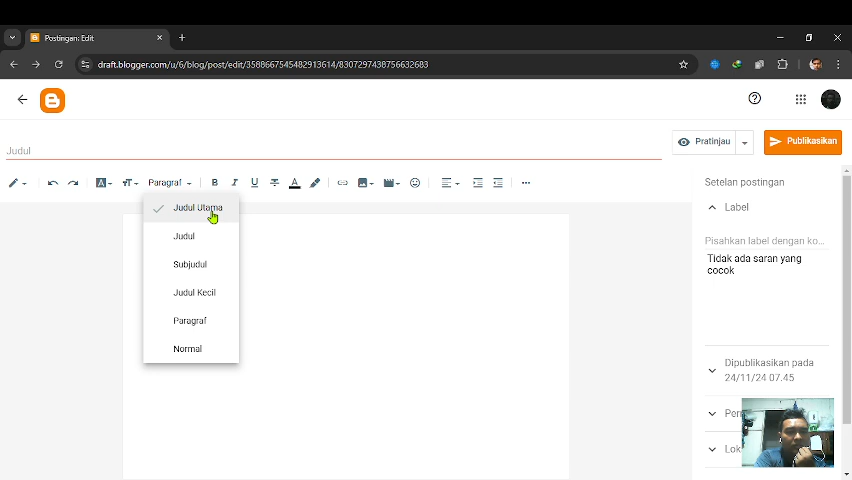 Postingan: Edit
draft.blogger.com/u/6/blog/post/edit/3588667545482913614/8307297438756632683
Judul
Pratinjau
Publikasikan
Paragraf
B I U
Judul Utama
Judul
Subjudul
Judul Kecil
Paragraf
Normal
Setelan postingan
Label
Pisahkan label dengan ko...
Tidak ada saran yang
cocok
Dipublikasikan pada
24/11/24 07.45
Per
Lok